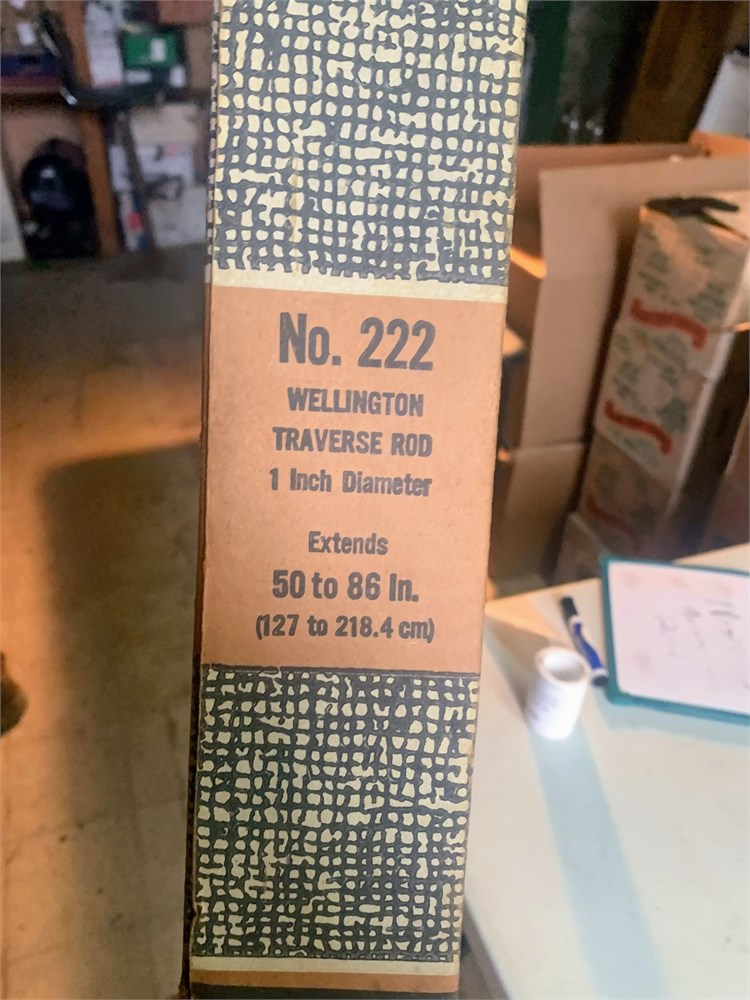 No. 222
WELLINGTON
TRAVERSE ROD
1 Inch Diameter
Extends
50 to 86 In.
(127 to 218.4 cm)